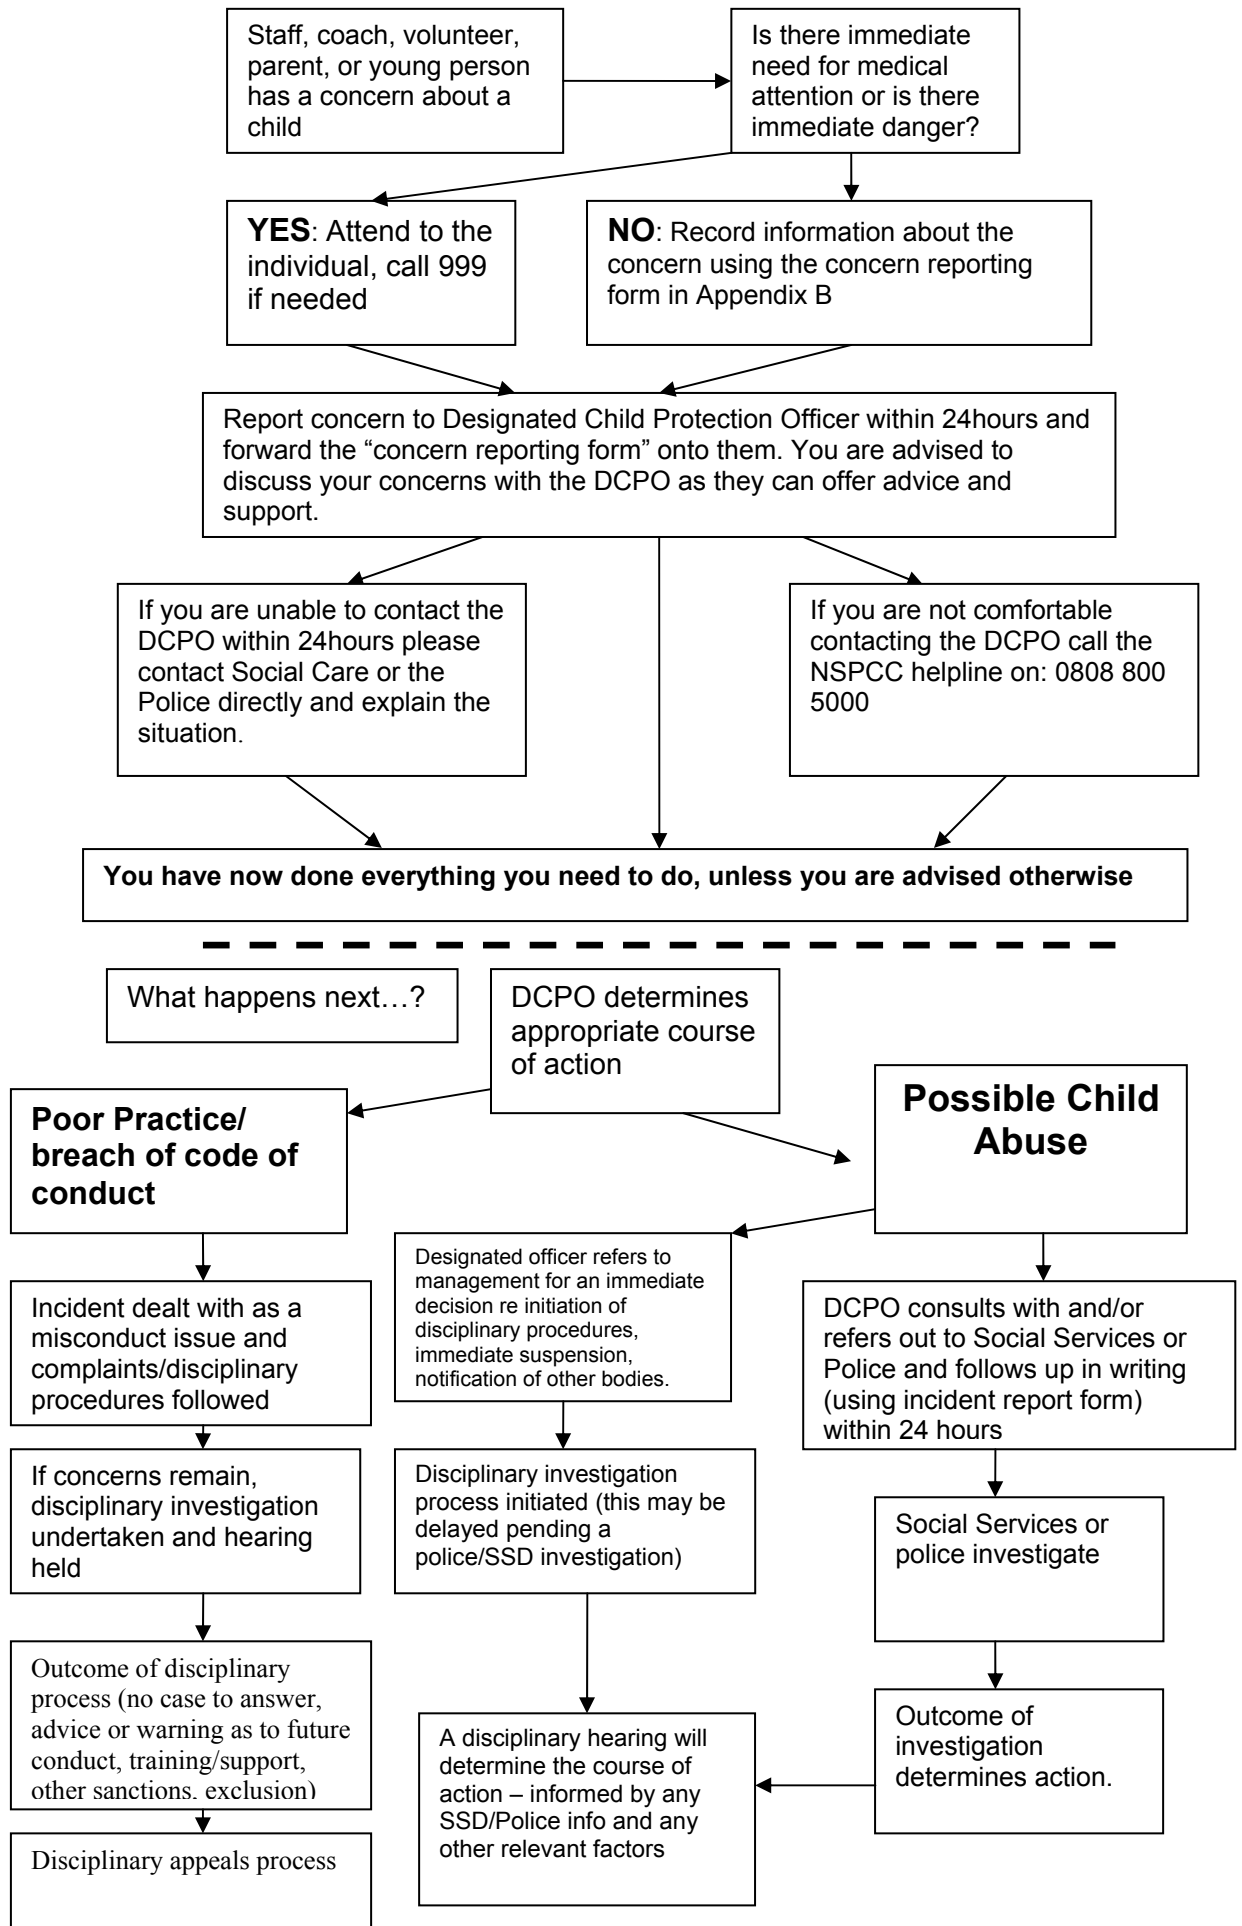 Staff, coach, volunteer,
parent, or young person
has a concern about a
child
Is there immediate
need for medical
attention or is there
immediate danger?
YES: Attend to the
individual, call 999
if needed
NO: Record information about the
concern using the concern reporting
form in Appendix B
Report concern to Designated Child Protection Officer within 24hours and
forward the “concern reporting form” onto them. You are advised to
discuss your concerns with the DCPO as they can offer advice and
support.
If you are unable to contact the
DCPO within 24hours please
contact Social Care or the
Police directly and explain the
situation.
If you are not comfortable
contacting the DCPO call the
NSPCC helpline on: 0808 800
5000
You have now done everything you need to do, unless you are advised otherwise
What happens next…?
DCPO determines
appropriate course
of action
Poor Practice/
breach of code of
conduct
Possible Child
Abuse
Incident dealt with as a
misconduct issue and
complaints/disciplinary
procedures followed
Designated officer refers to
management for an immediate
decision re initiation of
disciplinary procedures,
immediate suspension,
notification of other bodies.
DCPO consults with and/or
refers out to Social Services or
Police and follows up in writing
(using incident report form)
within 24 hours
If concerns remain,
disciplinary investigation
undertaken and hearing
held
Disciplinary investigation
process initiated (this may be
delayed pending a
police/SSD investigation)
Social Services or
police investigate
Outcome of disciplinary
process (no case to answer,
advice or warning as to future
conduct, training/support,
other sanctions, exclusion)
A disciplinary hearing will
determine the course of
action – informed by any
SSD/Police info and any
other relevant factors
Outcome of
investigation
determines action.
Disciplinary appeals process